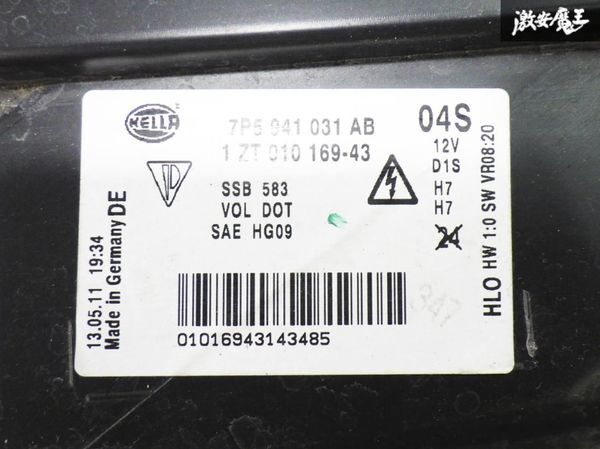 激安魔王
HELLA
7P5 941 031 AB
1 ZT 010 169-43
SSB 583
VOL DOT
SAE HG09
04S
12V
D1S
H7
H7
24
HLO HW 1:0 SW VR08:20
13.05.11 19:34
Made in Germany DE
01016943143485